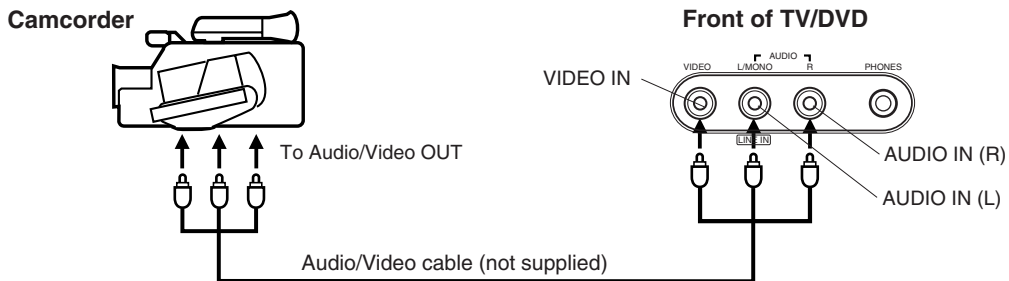 Camcorder
Front of TV/DVD
AUDIO
VIDEO L/MONO R PHONES
VIDEO IN
LINE IN
To Audio/Video OUT
AUDIO IN (R)
AUDIO IN (L)
Audio/Video cable (not supplied)